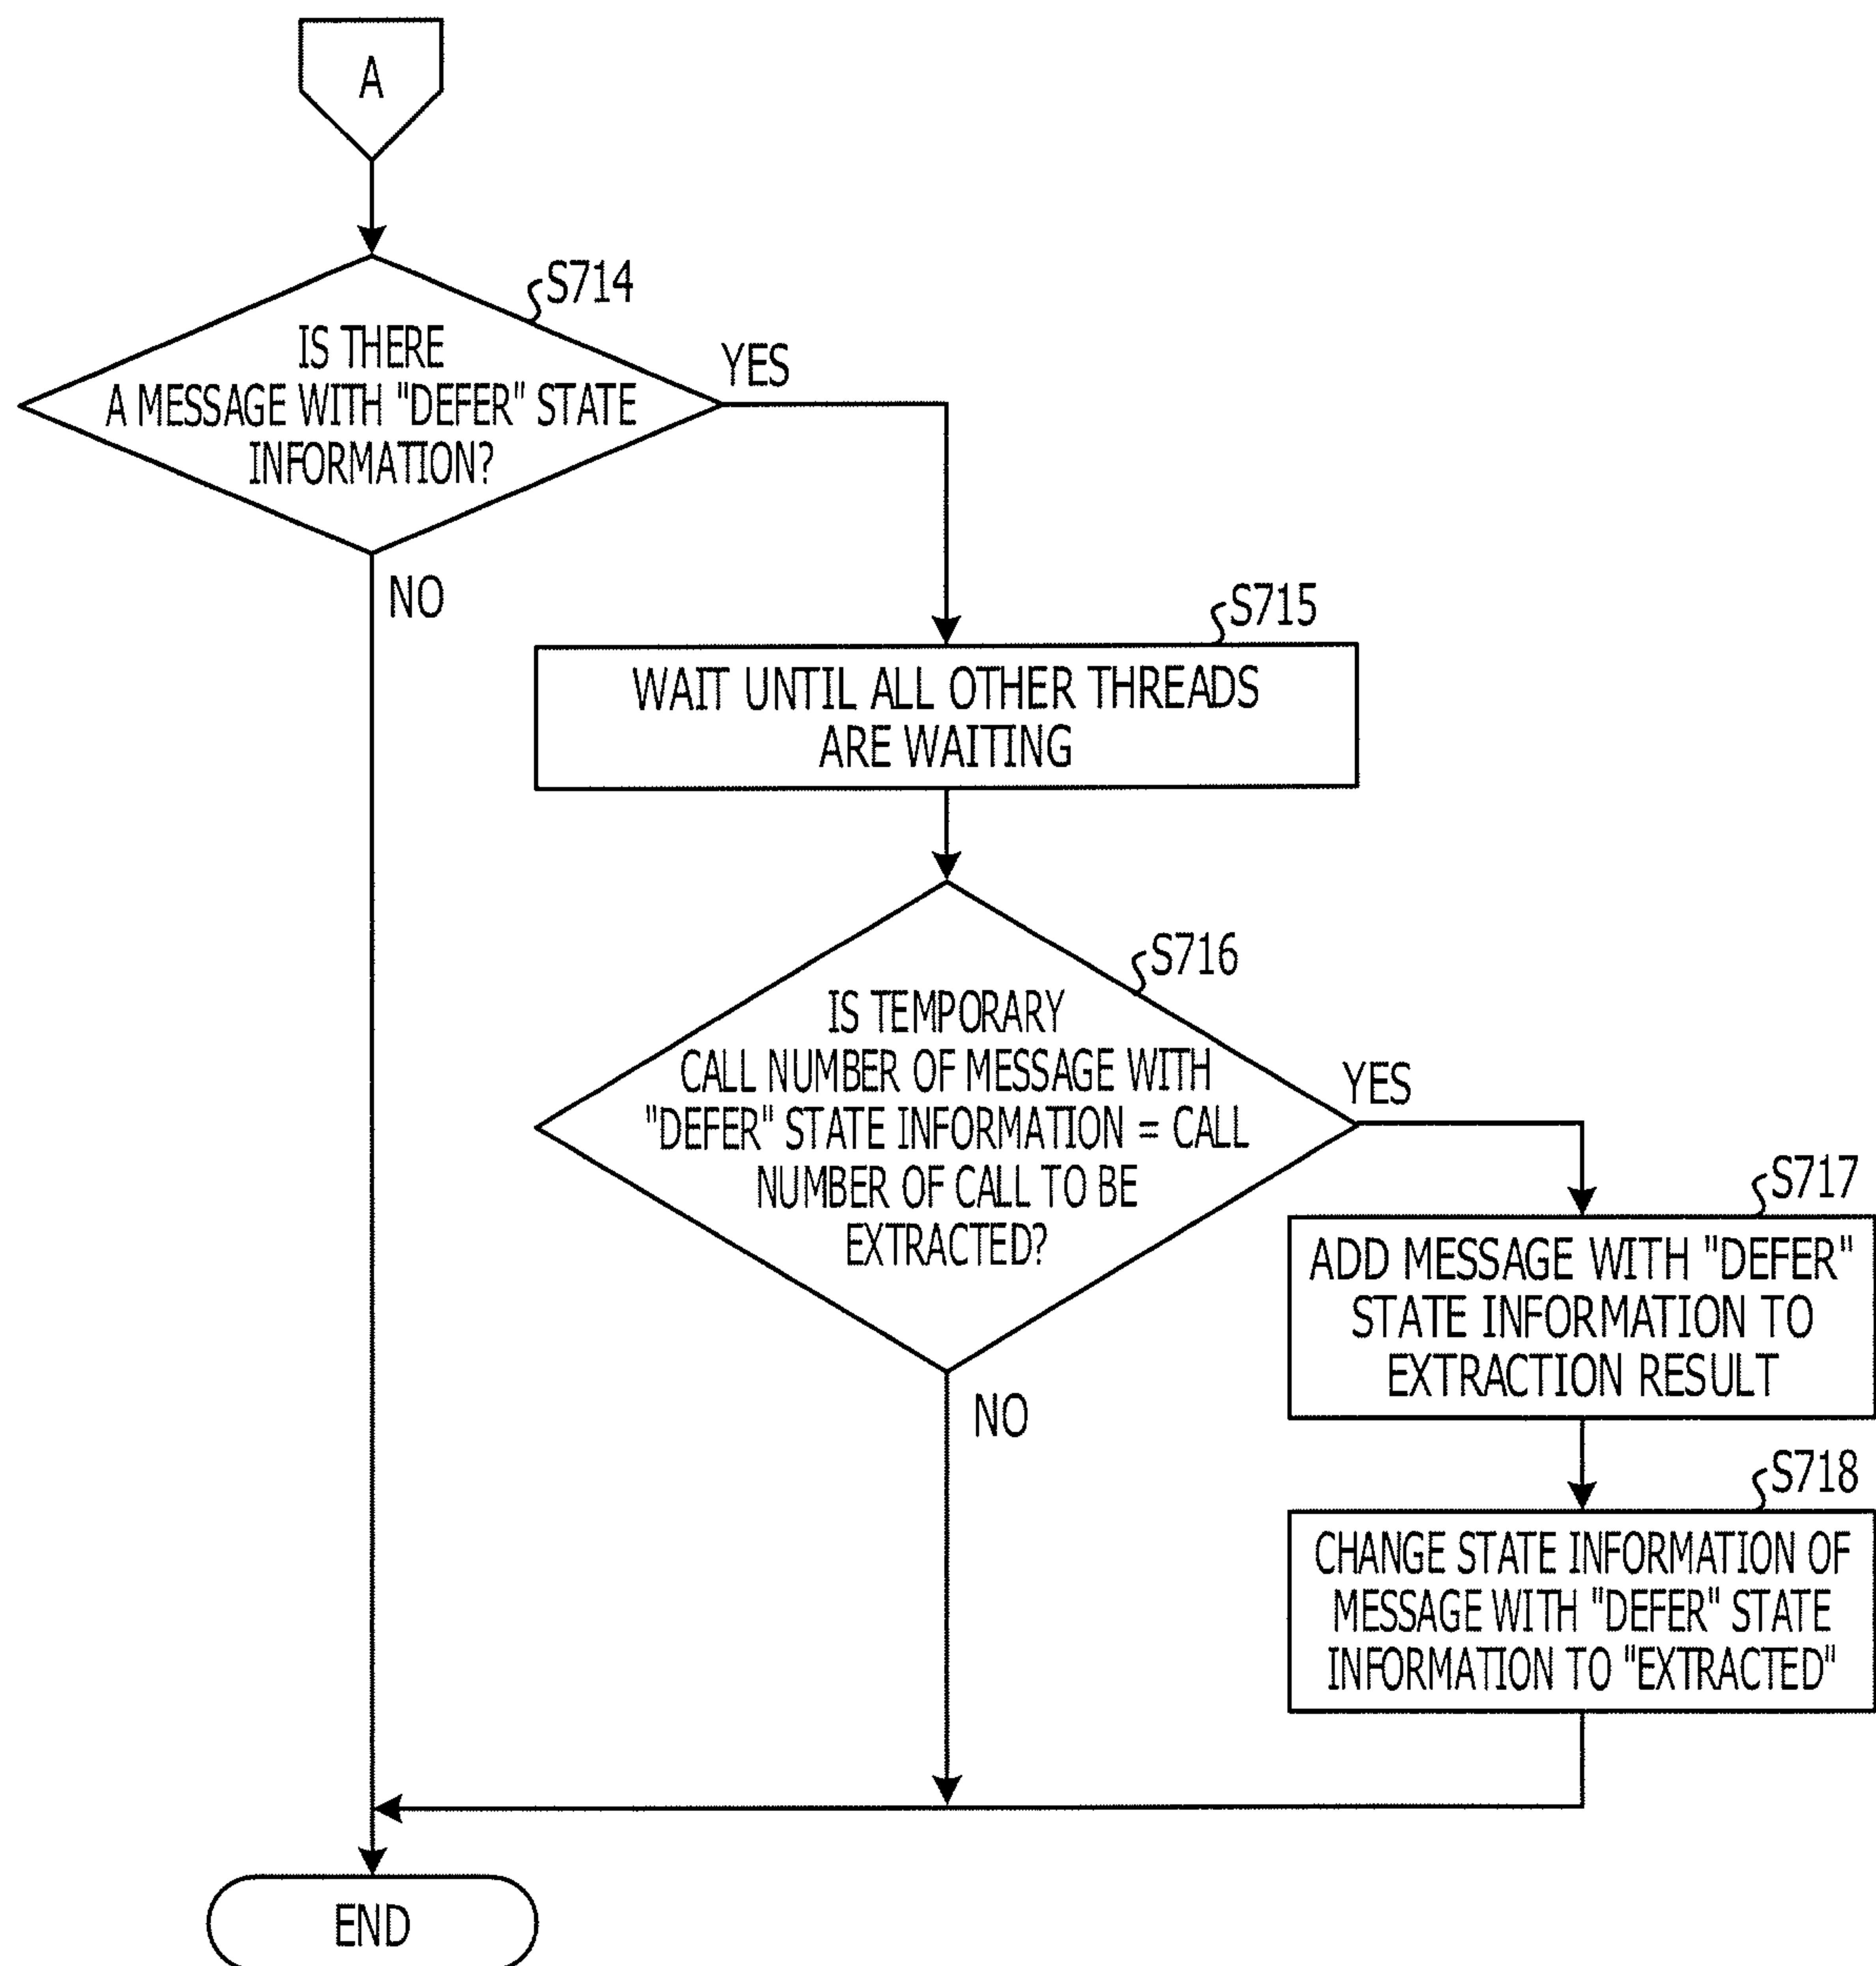 A
S714
IS THERE
A MESSAGE WITH "DEFER" STATE
INFORMATION?
YES
NO
S715
WAIT UNTIL ALL OTHER THREADS
ARE WAITING
S716
IS TEMPORARY
CALL NUMBER OF MESSAGE WITH
"DEFER" STATE INFORMATION = CALL
NUMBER OF CALL TO BE
EXTRACTED?
YES
NO
S717
ADD MESSAGE WITH "DEFER"
STATE INFORMATION TO
EXTRACTION RESULT
S718
CHANGE STATE INFORMATION OF
MESSAGE WITH "DEFER" STATE
INFORMATION TO "EXTRACTED"
END